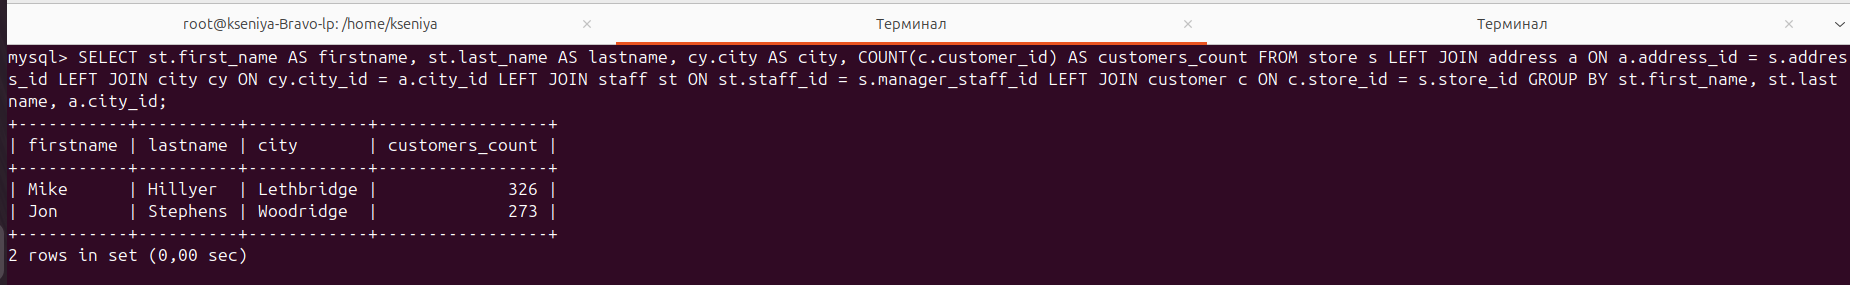 root@kseniya-Bravo-lp: /home/kseniya × Терминал × Терминал ×
mysql> SELECT st.first_name AS firstname, st.last_name AS lastname, cy.city AS city, COUNT(c.customer_id) AS customers_count FROM store s LEFT JOIN address a ON a.address_id = s.addres
s_id LEFT JOIN city cy ON cy.city_id = a.city_id LEFT JOIN staff st ON st.staff_id = s.manager_staff_id LEFT JOIN customer c ON c.store_id = s.store_id GROUP BY st.first_name, st.last_
name, a.city_id;
+-----------+----------+------------+-----------------+
| firstname | lastname | city       | customers_count |
+-----------+----------+------------+-----------------+
| Mike      | Hillyer  | Lethbridge |             326 |
| Jon       | Stephens | Woodridge  |             273 |
+-----------+----------+------------+-----------------+
2 rows in set (0,00 sec)